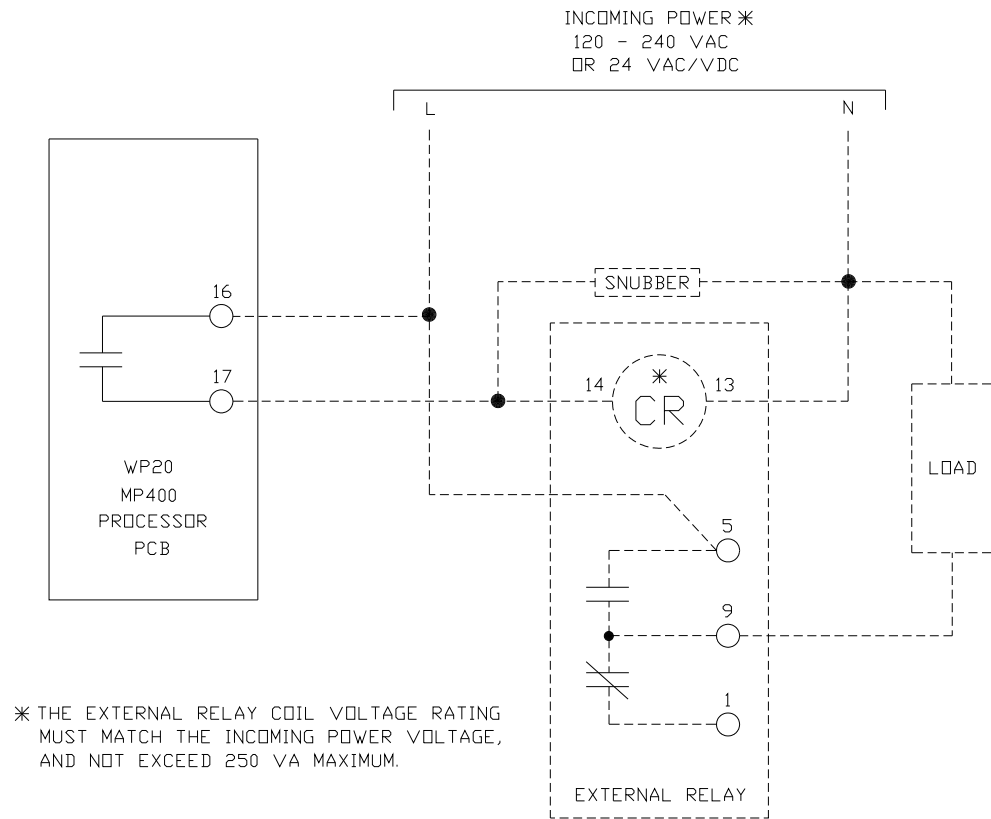 INCOMING POWER *
120 - 240 VAC
OR 24 VAC/VDC
L
N
16
SNUBBER
17
14
*
CR
13
WP20
MP400
PROCESSOR
PCB
LOAD
5
9
1
* THE EXTERNAL RELAY COIL VOLTAGE RATING
MUST MATCH THE INCOMING POWER VOLTAGE,
AND NOT EXCEED 250 VA MAXIMUM.
EXTERNAL RELAY